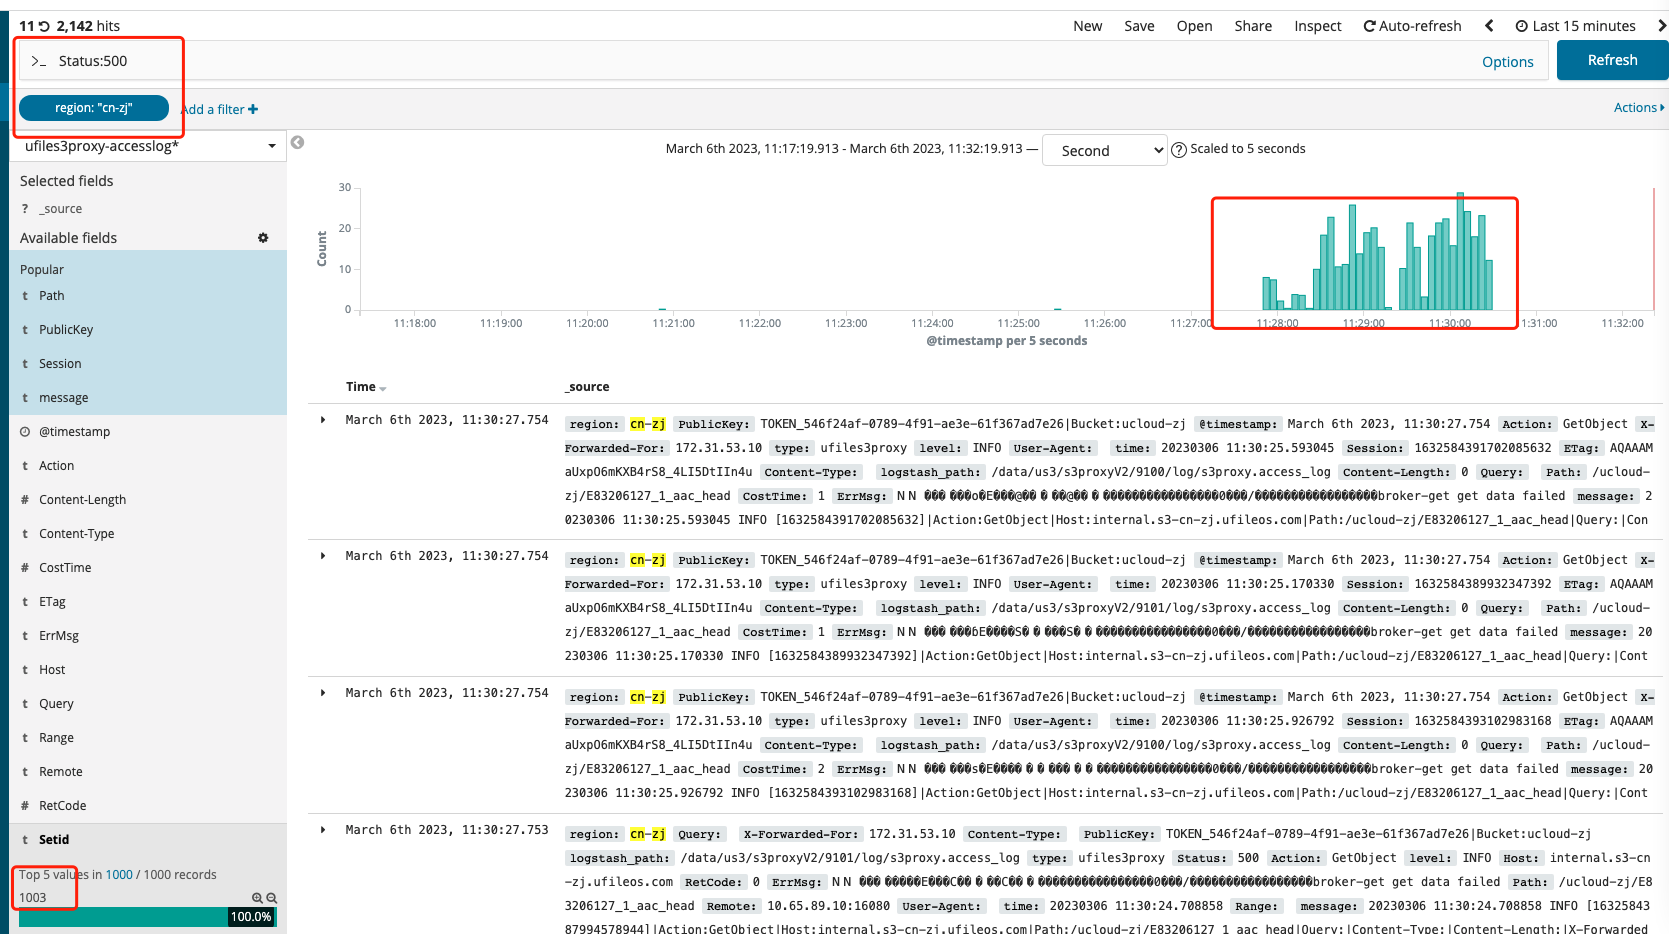 11 2,142 hits
New Save Open Share Inspect Auto-refresh Last 15 minutes
>_ Status:500
Options Refresh
region: "cn-zj" Add a filter +
Actions
ufiles3proxy-accesslog*
March 6th 2023, 11:17:19.913 - March 6th 2023, 11:32:19.913 — Second ? Scaled to 5 seconds
Selected fields
? _source
Available fields
Popular
t Path
t PublicKey
t Session
t message
@timestamp
t Action
# Content-Length
t Content-Type
# CostTime
t ETag
t ErrMsg
t Host
t Query
t Range
t Remote
# RetCode
t Setid
Top 5 values in 1000 / 1000 records
1003
100.0%
Count
30
20
10
0
11:18:00 11:19:00 11:20:00 11:21:00 11:22:00 11:23:00 11:24:00 11:25:00 11:26:00 11:27:00 11:28:00 11:29:00 11:30:00 11:31:00 11:32:00
@timestamp per 5 seconds
Time _source
March 6th 2023, 11:30:27.754
region: cn-zj PublicKey: TOKEN_546f24af-0789-4f91-ae3e-61f367ad7e26|Bucket:ucloud-zj @timestamp: March 6th 2023, 11:30:27.754 Action: GetObject X-
Forwarded-For: 172.31.53.10 type: ufiles3proxy level: INFO User-Agent: time: 20230306 11:30:25.593045 Session: 1632584391702085632 ETag: AQAAAM
aUxpO6mKXB4rS8_4LI5DtIIn4u Content-Type: logstash_path: /data/us3/s3proxyV2/9100/log/s3proxy.access_log Content-Length: 0 Query: Path: /ucloud-
zj/E83206127_1_aac_head CostTime: 1 ErrMsg: N N broker-get get data failed message: 2
0230306 11:30:25.593045 INFO [1632584391702085632]|Action:GetObject|Host:internal.s3-cn-zj.ufileos.com|Path:/ucloud-zj/E83206127_1_aac_head|Query:|Con
March 6th 2023, 11:30:27.754
region: cn-zj PublicKey: TOKEN_546f24af-0789-4f91-ae3e-61f367ad7e26|Bucket:ucloud-zj @timestamp: March 6th 2023, 11:30:27.754 Action: GetObject X-
Forwarded-For: 172.31.53.10 type: ufiles3proxy level: INFO User-Agent: time: 20230306 11:30:25.170330 Session: 1632584389932347392 ETag: AQAAAM
aUxpO6mKXB4rS8_4LI5DtIIn4u Content-Type: logstash_path: /data/us3/s3proxyV2/9101/log/s3proxy.access_log Content-Length: 0 Query: Path: /ucloud-
zj/E83206127_1_aac_head CostTime: 1 ErrMsg: N N broker-get get data failed message: 20
230306 11:30:25.170330 INFO [1632584389932347392]|Action:GetObject|Host:internal.s3-cn-zj.ufileos.com|Path:/ucloud-zj/E83206127_1_aac_head|Query:|Cont
March 6th 2023, 11:30:27.754
region: cn-zj PublicKey: TOKEN_546f24af-0789-4f91-ae3e-61f367ad7e26|Bucket:ucloud-zj @timestamp: March 6th 2023, 11:30:27.754 Action: GetObject X-
Forwarded-For: 172.31.53.10 type: ufiles3proxy level: INFO User-Agent: time: 20230306 11:30:25.926792 Session: 1632584393102983168 ETag: AQAAAM
aUxpO6mKXB4rS8_4LI5DtIIn4u Content-Type: logstash_path: /data/us3/s3proxyV2/9100/log/s3proxy.access_log Content-Length: 0 Query: Path: /ucloud-
zj/E83206127_1_aac_head CostTime: 2 ErrMsg: N N broker-get get data failed message: 20
230306 11:30:25.926792 INFO [1632584393102983168]|Action:GetObject|Host:internal.s3-cn-zj.ufileos.com|Path:/ucloud-zj/E83206127_1_aac_head|Query:|Cont
March 6th 2023, 11:30:27.753
region: cn-zj Query: X-Forwarded-For: 172.31.53.10 Content-Type: PublicKey: TOKEN_546f24af-0789-4f91-ae3e-61f367ad7e26|Bucket:ucloud-zj
logstash_path: /data/us3/s3proxyV2/9101/log/s3proxy.access_log type: ufiles3proxy Status: 500 Action: GetObject level: INFO Host: internal.s3-cn
-zj.ufileos.com RetCode: 0 ErrMsg: N N broker-get get data failed Path: /ucloud-zj/E8
3206127_1_aac_head Remote: 10.65.89.10:16080 User-Agent: time: 20230306 11:30:24.708858 Range: message: 20230306 11:30:24.708858 INFO [16325843
87994578944]|Action:GetObject|Host:internal.s3-cn-zj.ufileos.com|Path:/ucloud-zj/E83206127_1_aac_head|Query:|Content-Type:|Content-Length:|X-Forwarded